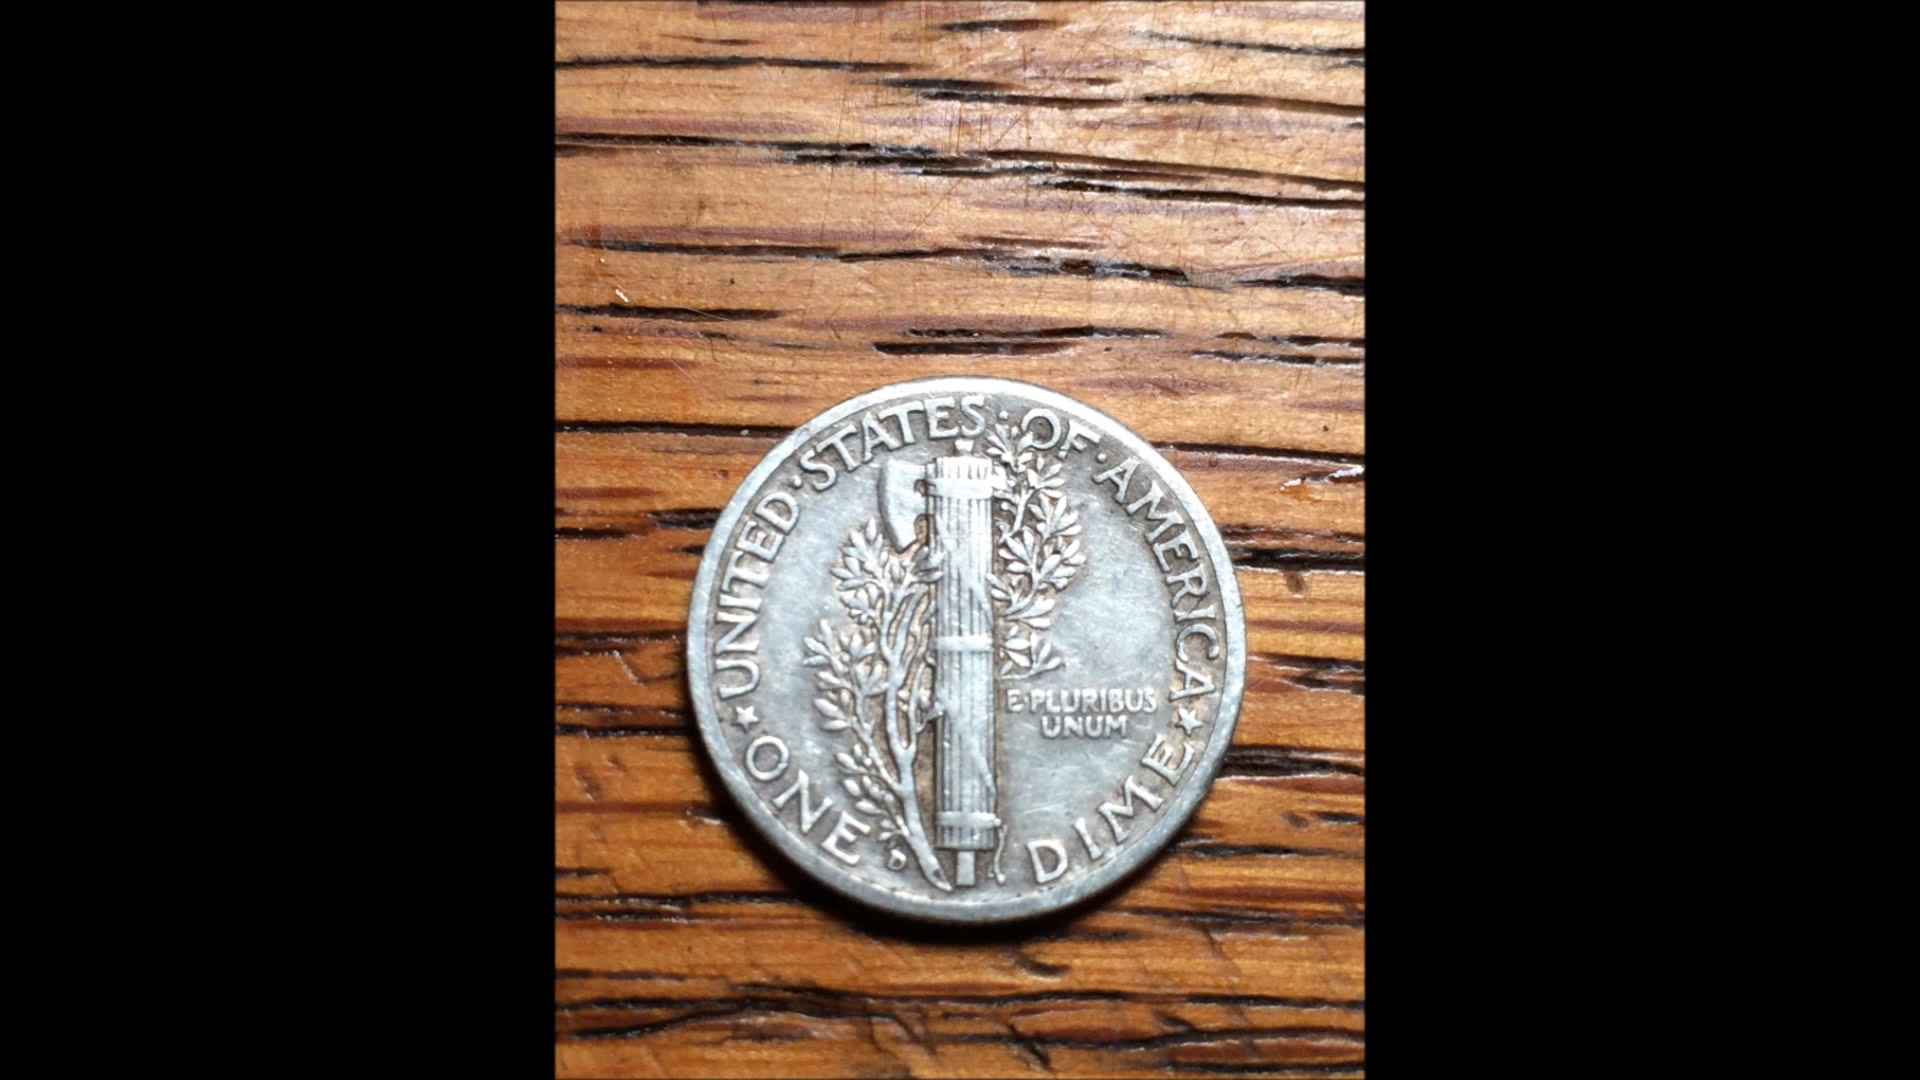 UNITED·STATES·OF·AMERICA
E·PLURIBUS
UNUM
ONE DIME
D